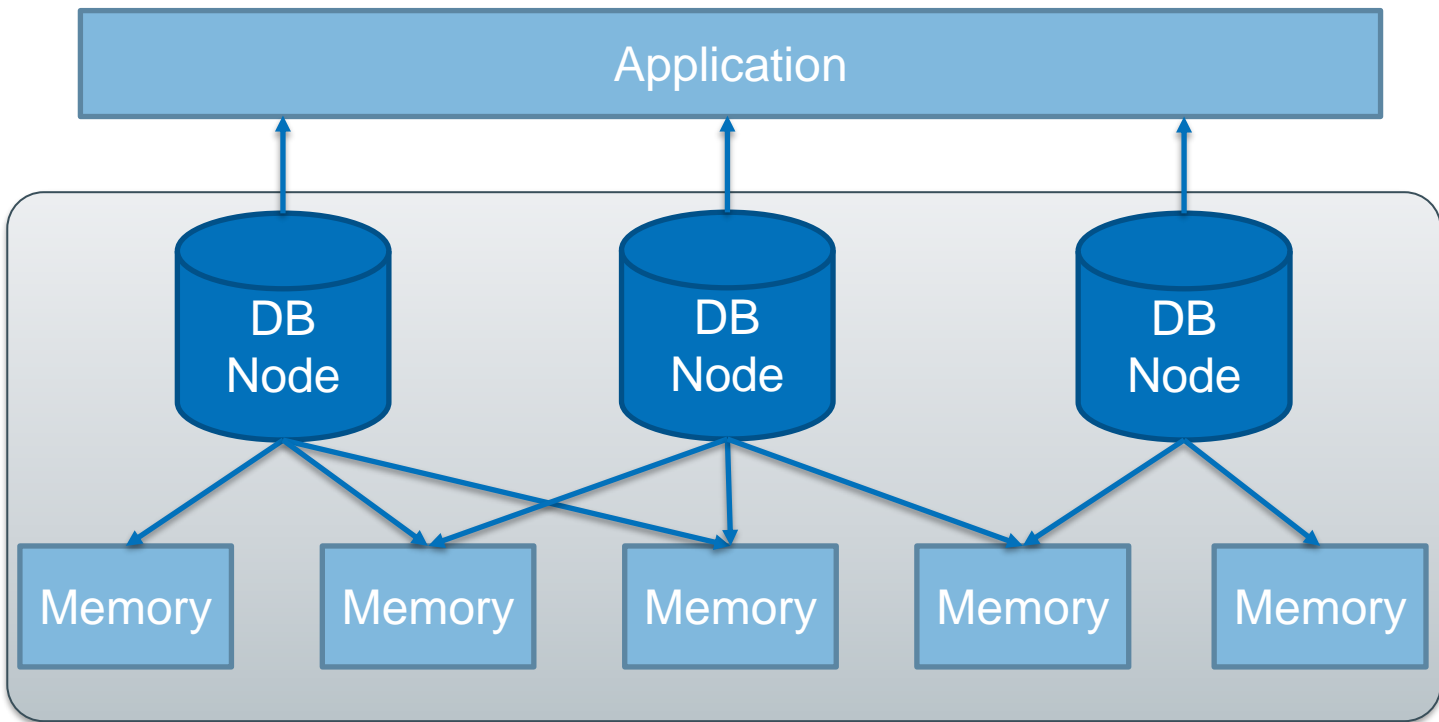 Application
DB
Node
DB
Node
DB
Node
Memory
Memory
Memory
Memory
Memory